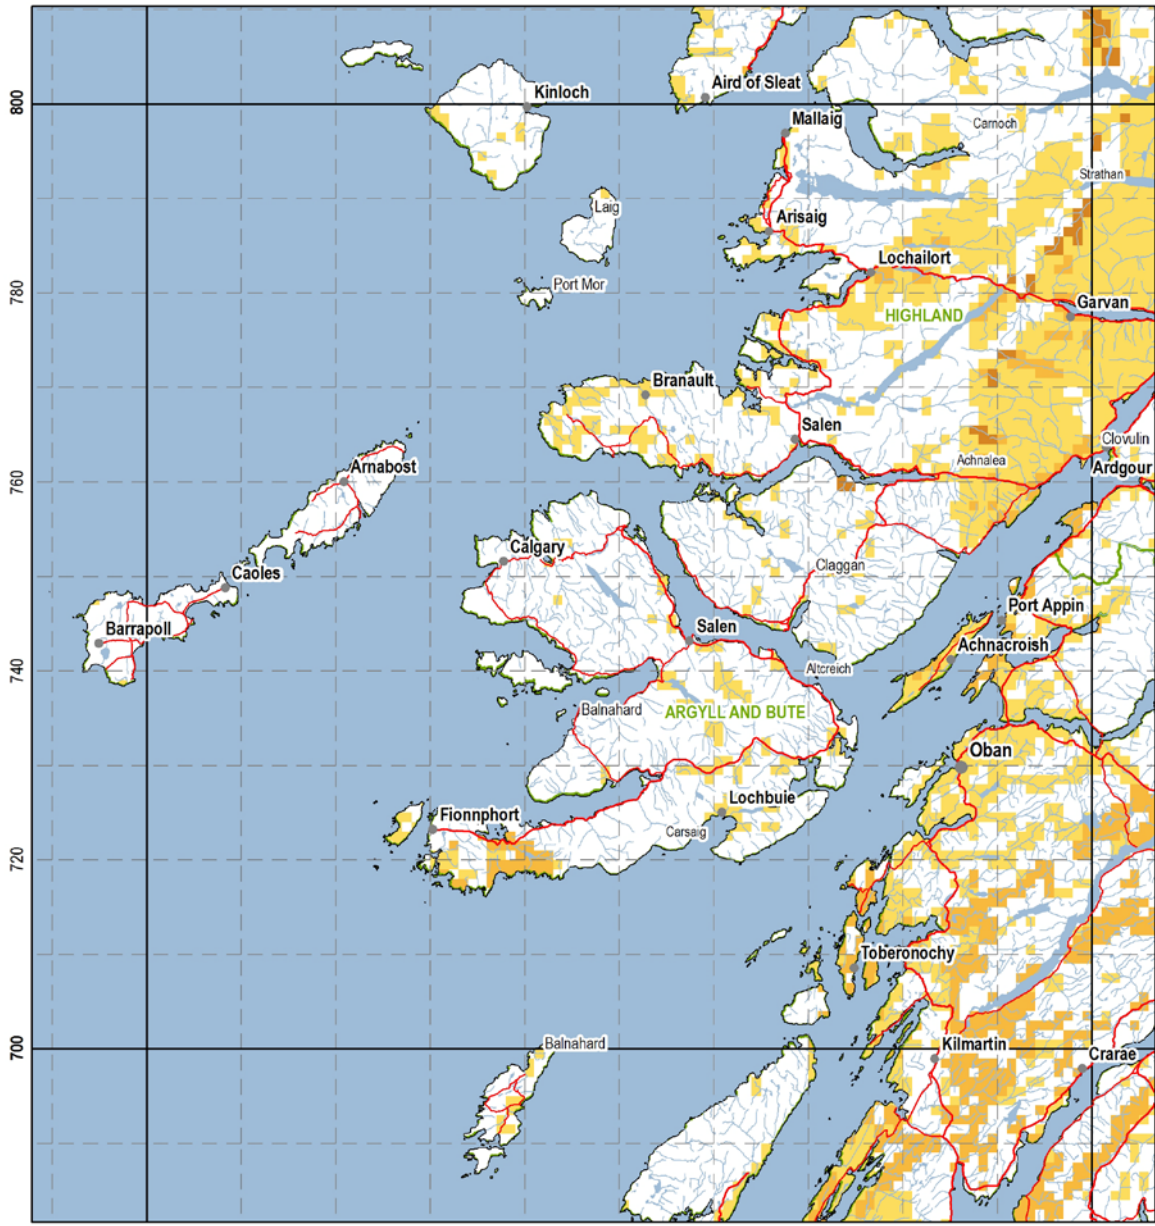 Kinloch
Aird of Sleat
800
Mallaig
Carnoch
Strathan
Laig
Arisaig
Lochailort
Port Mor
780
Garvan
HIGHLAND
Branault
Salen
Clovulin
Achnalea
Arnabost
Ardgour
760
Calgary
Claggan
Caoles
Port Appin
Barrapoll
Salen
Achnacroish
Altcreich
740
Balnahard
ARGYLL AND BUTE
Oban
Lochbuie
Fionnphort
Carsaig
720
Toberonochy
Balnahard
Kilmartin
700
Crarae